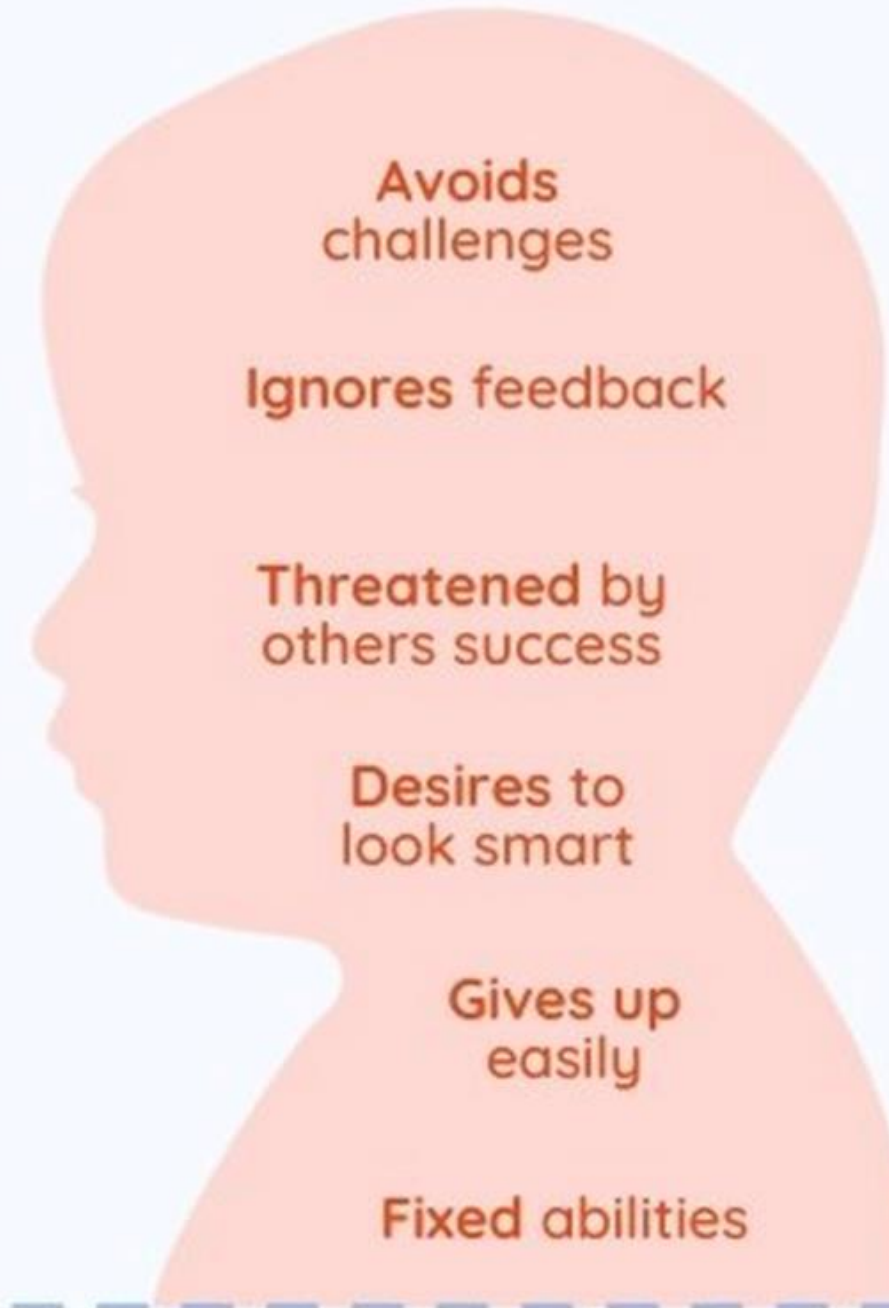 Avoids
challenges
Ignores feedback
Threatened by
others success
Desires to
look smart
Gives up
easily
Fixed abilities